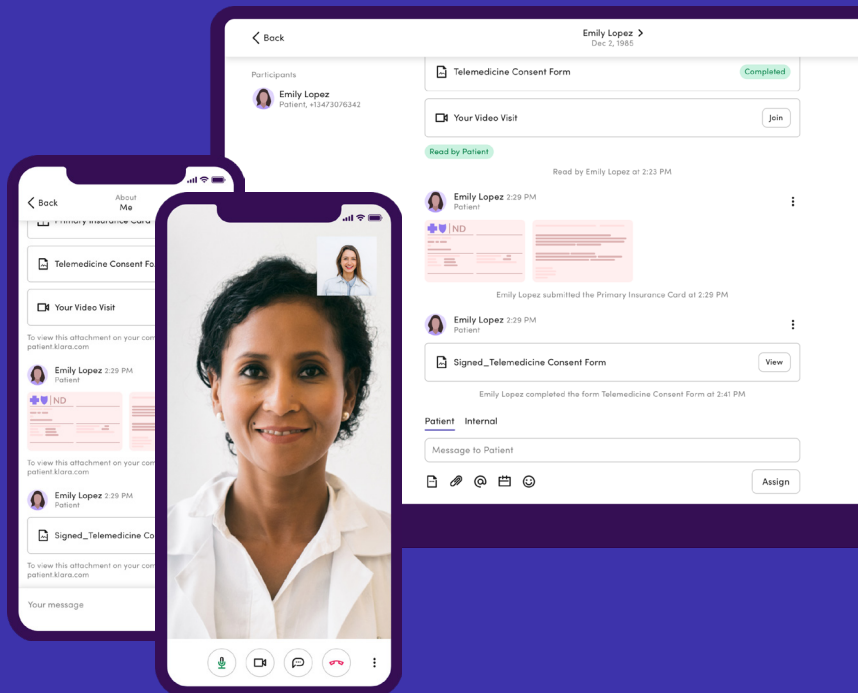 Back
Emily Lopez
Dec 2, 1985
Participants
Emily Lopez
Patient, +13473076342
Telemedicine Consent Form
Completed
Your Video Visit
Join
Read by Patient
Read by Emily Lopez at 2:23 PM
Emily Lopez 2:29 PM
Patient
ND
Emily Lopez submitted the Primary Insurance Card at 2:29 PM
Emily Lopez 2:29 PM
Patient
Signed_Telemedicine Consent Form
View
Emily Lopez completed the form Telemedicine Consent Form at 2:41 PM
Patient Internal
Message to Patient
Assign
Back
About
Me
Primary Insurance Card
Telemedicine Consent Fo
Your Video Visit
To view this attachment on your com
patient.klara.com
Emily Lopez 2:29 PM
Patient
ND
To view this attachment on your com
patient.klara.com
Emily Lopez 2:29 PM
Patient
Signed_Telemedicine Co
To view this attachment on your com
patient.klara.com
Your message